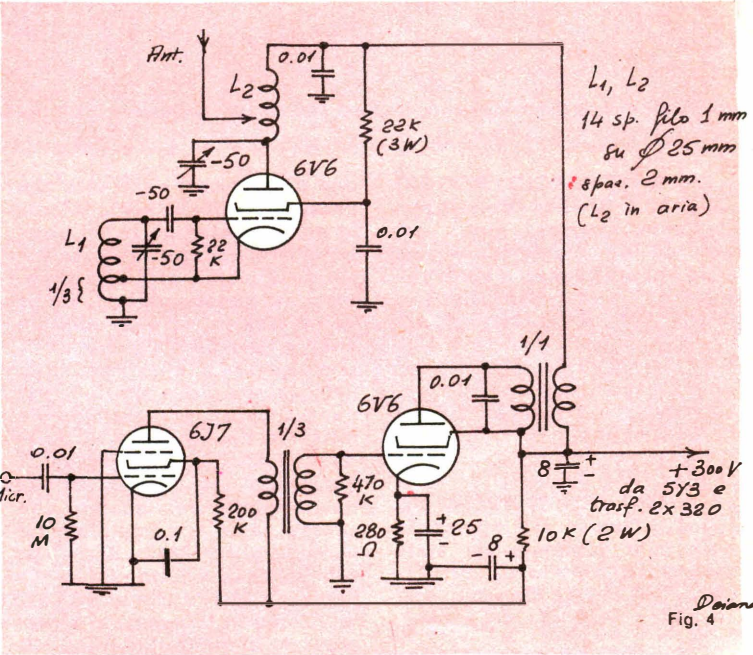 Ant.
L2
0.01
22K
(3W)
L1, L2
14 sp. filo 1 mm
su Ø 25 mm
spaz. 2 mm.
(L2 in aria)
-50
6V6
-50
L1
-50
22
K
0.01
1/3{
1/1
0.01
6V6
6J7
1/3
0.01
Micr.
470
K
8
+
-
+300V
da 5Y3 e
trasf. 2x320
10
M
200
K
0.1
280
Ω
+
25
-
10K (2W)
- 8 +
Fig. 4